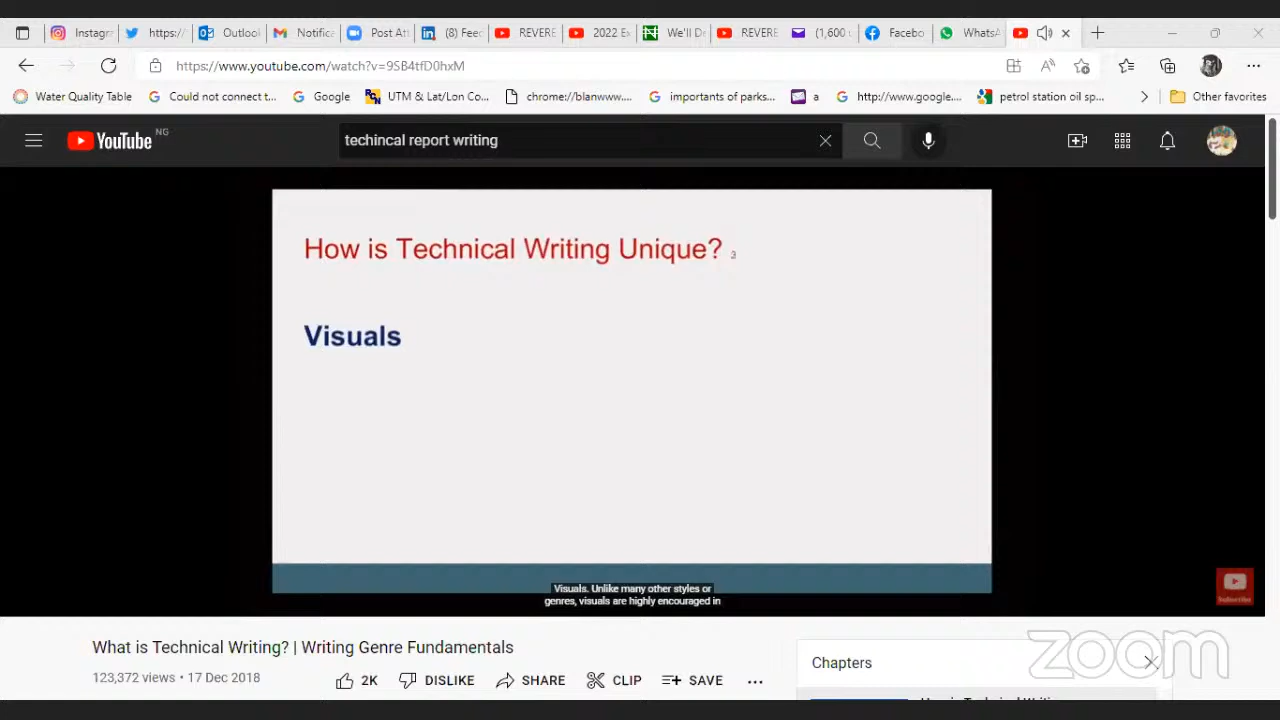 Instagr
https:/
Outloo
Notifice
Post Af
(8) Feed
REVERE
2022 E
We'll D
REVERE
(1,600
Facebo
WhatsA
https://www.youtube.com/watch?v=9SB4tfD0hxM
Water Quality Table
Could not connect t...
Google
UTM & Lat/Lon Co...
chrome://blanwww....
importants of parks...
a
http://www.google....
petrol station oil sp...
Other favorites
YouTube NG
techincal report writing
How is Technical Writing Unique? 3
Visuals
Visuals. Unlike many other styles or
genres, visuals are highly encouraged in
Subscribe
What is Technical Writing? | Writing Genre Fundamentals
123,372 views • 17 Dec 2018
2K
DISLIKE
SHARE
CLIP
SAVE
Chapters
zoom